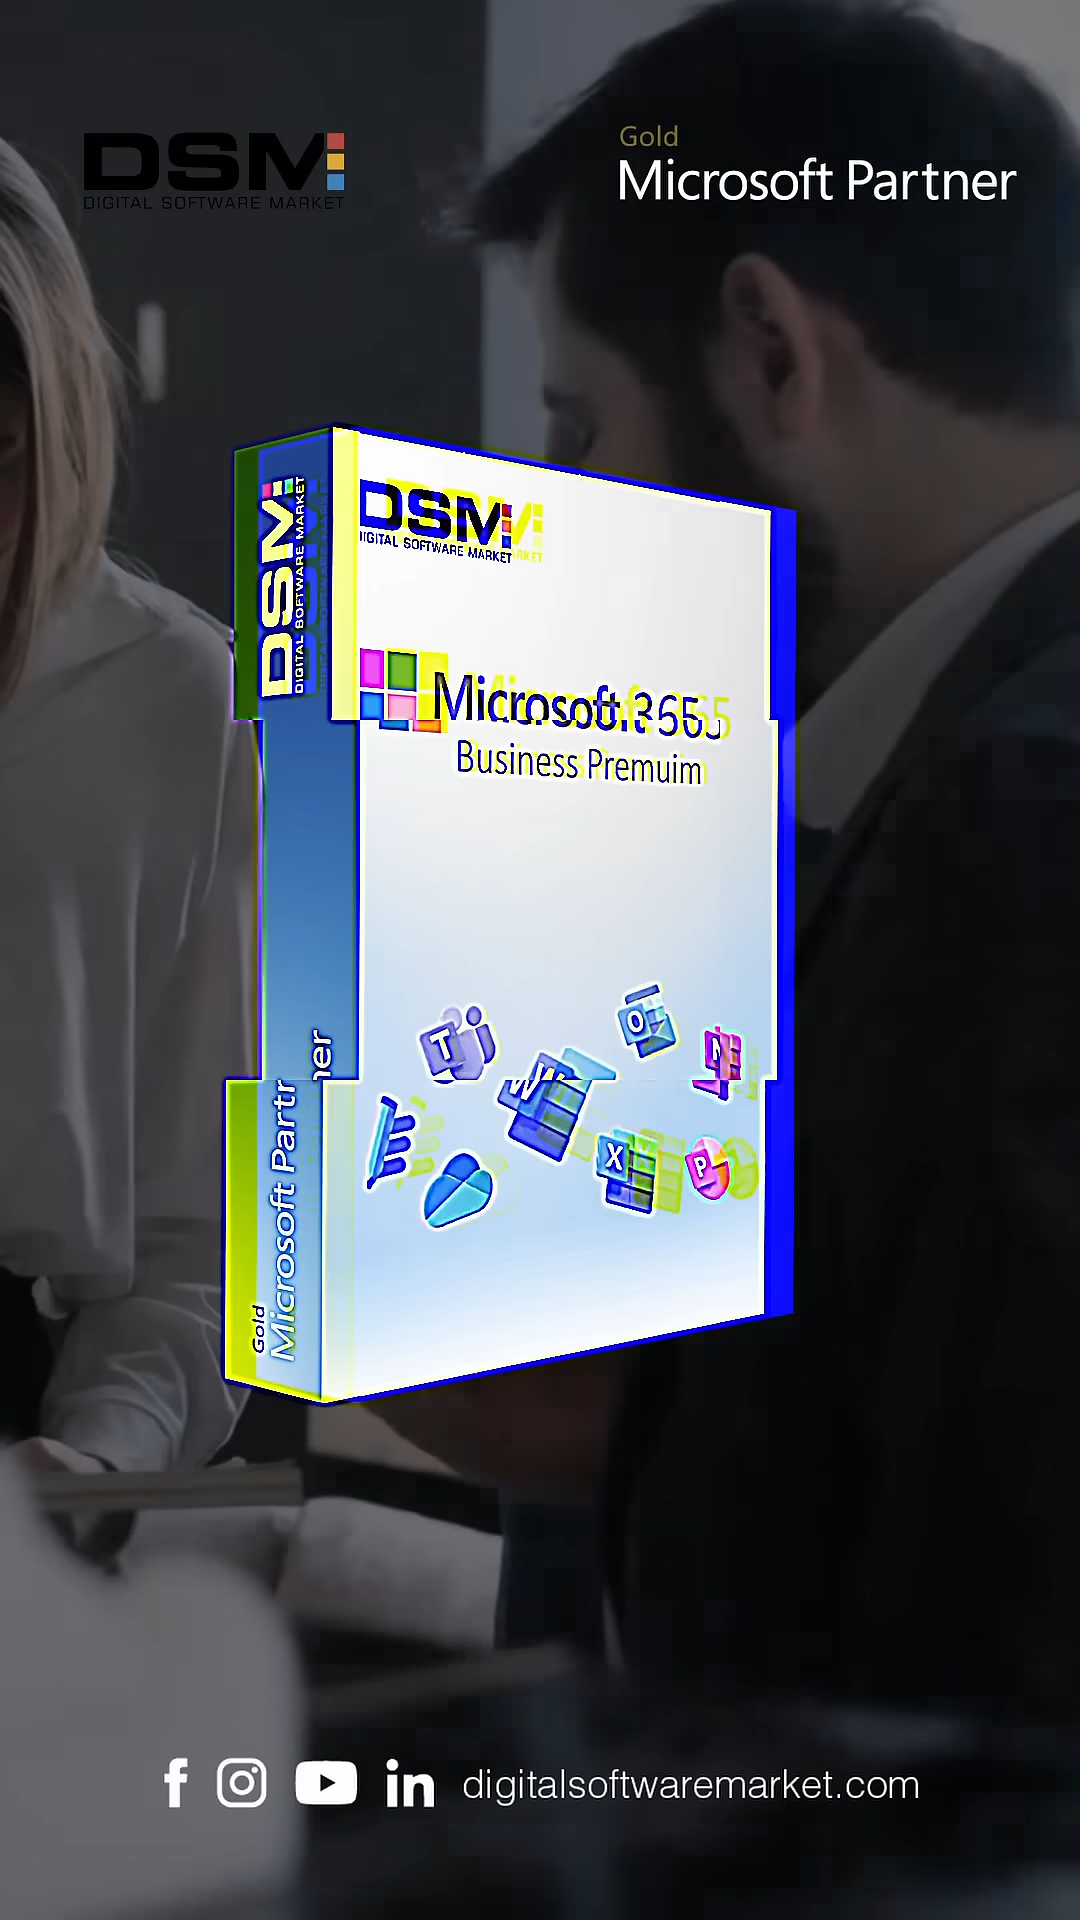 DSM
DIGITAL SOFTWARE MARKET
Gold
Microsoft Partner
DSM
DIGITAL SOFTWARE MARKET
DSM
DIGITAL SOFTWARE MARKET
Microsoft 365
Business Premuim
T
O
N
W
X
P
Gold
Microsoft Partner
digitalsoftwaremarket.com